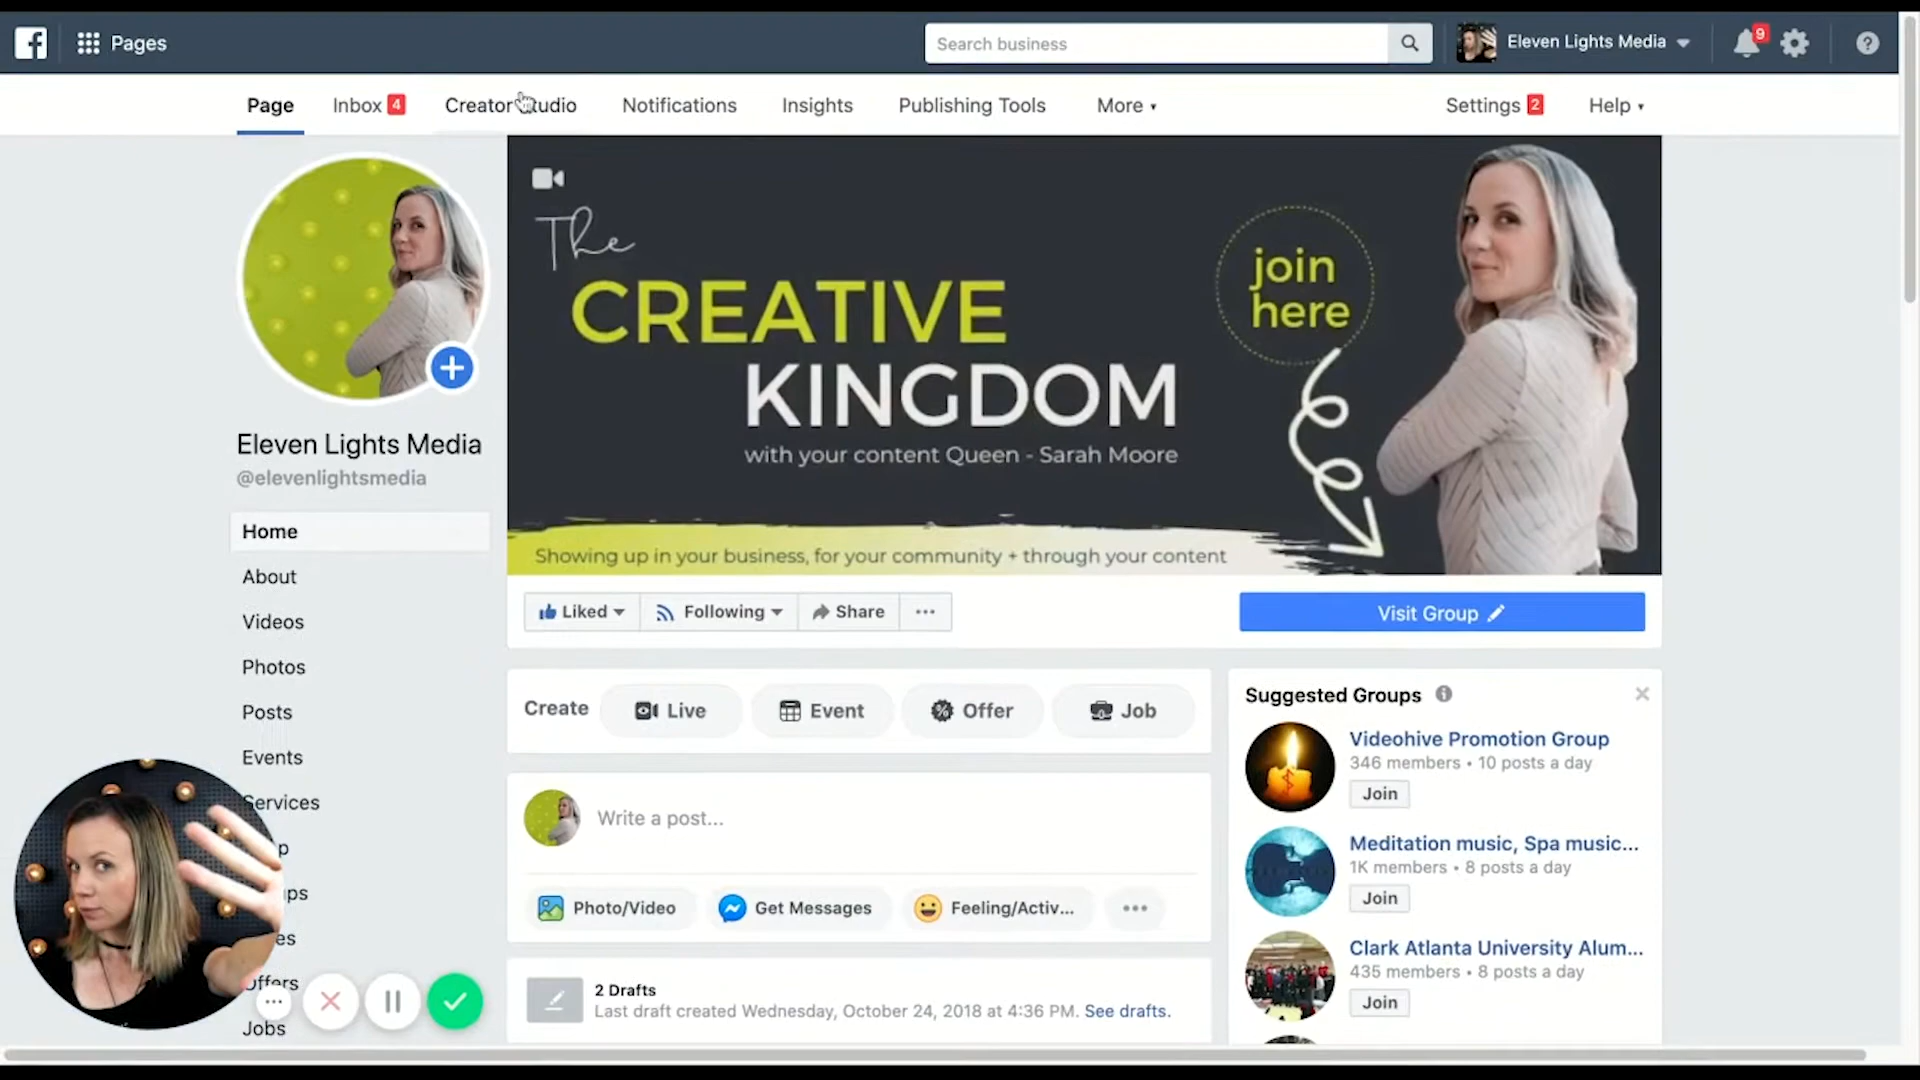 Pages
Search business
Eleven Lights Media
9
Page
Inbox 4
Creator Studio
Notifications
Insights
Publishing Tools
More
Settings 2
Help
The
CREATIVE
KINGDOM
with your content Queen - Sarah Moore
join
here
Showing up in your business, for your community + through your content
Eleven Lights Media
@elevenlightsmedia
Home
About
Videos
Photos
Posts
Events
Services
p
ps
es
Offers
Jobs
Liked
Following
Share
Visit Group
Create
Live
Event
Offer
Job
Write a post...
Photo/Video
Get Messages
Feeling/Activ...
2 Drafts
Last draft created Wednesday, October 24, 2018 at 4:36 PM. See drafts.
Suggested Groups
Videohive Promotion Group
346 members • 10 posts a day
Join
Meditation music, Spa music...
1K members • 8 posts a day
Join
Clark Atlanta University Alum...
435 members • 8 posts a day
Join